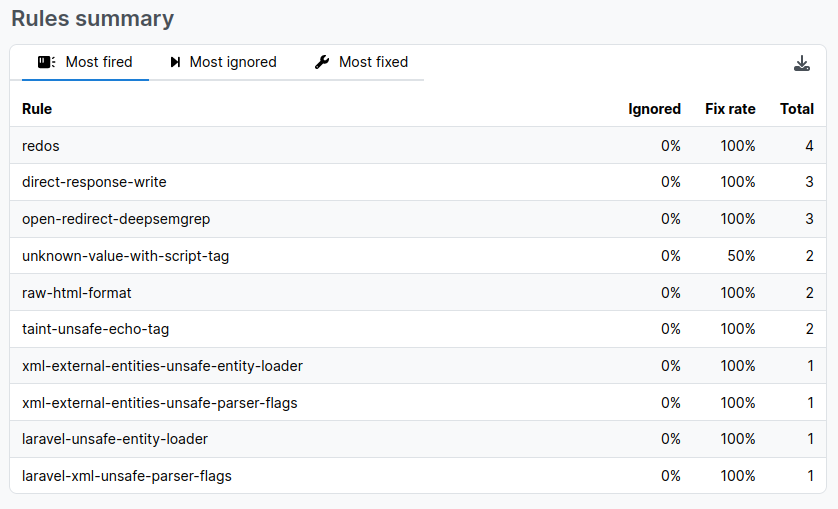 Rules summary
Most fired Most ignored Most fixed
Rule Ignored Fix rate Total
redos 0% 100% 4
direct-response-write 0% 100% 3
open-redirect-deepsemgrep 0% 100% 3
unknown-value-with-script-tag 0% 50% 2
raw-html-format 0% 100% 2
taint-unsafe-echo-tag 0% 100% 2
xml-external-entities-unsafe-entity-loader 0% 100% 1
xml-external-entities-unsafe-parser-flags 0% 100% 1
laravel-unsafe-entity-loader 0% 100% 1
laravel-xml-unsafe-parser-flags 0% 100% 1